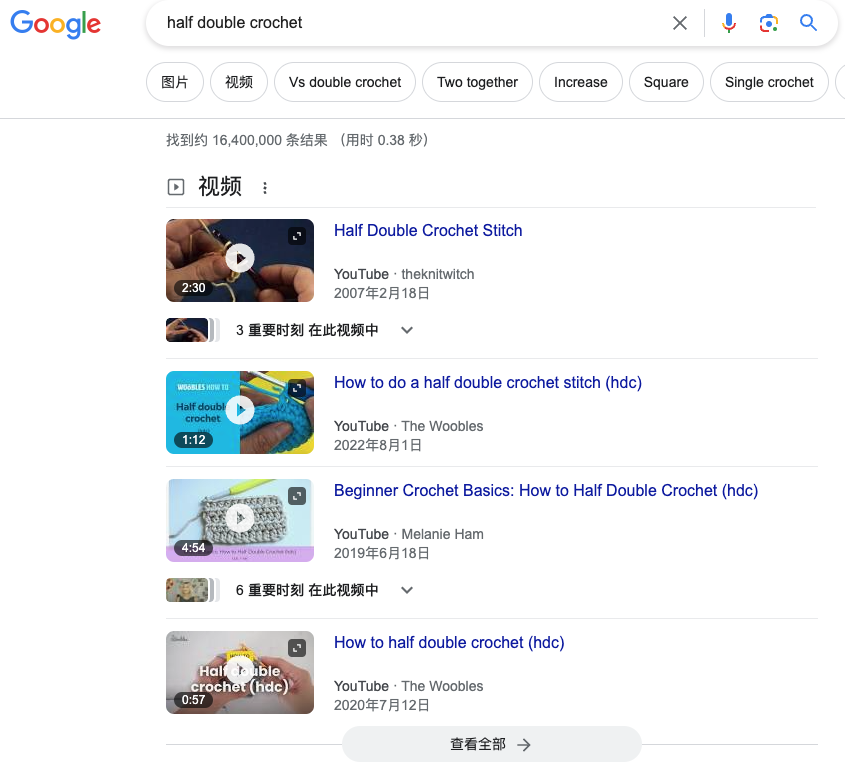 Google
half double crochet
图片
视频
Vs double crochet
Two together
Increase
Square
Single crochet
找到约 16,400,000 条结果 （用时 0.38 秒）
视频
2:30
Half Double Crochet Stitch
YouTube · theknitwitch
2007年2月18日
3 重要时刻 在此视频中
WOOBLES HOW TO
Half double
crochet
1:12
How to do a half double crochet stitch (hdc)
YouTube · The Woobles
2022年8月1日
4:54
Beginner Crochet Basics: How to Half Double Crochet (hdc)
YouTube · Melanie Ham
2019年6月18日
6 重要时刻 在此视频中
Half double
crochet (hdc)
0:57
How to half double crochet (hdc)
YouTube · The Woobles
2020年7月12日
查看全部